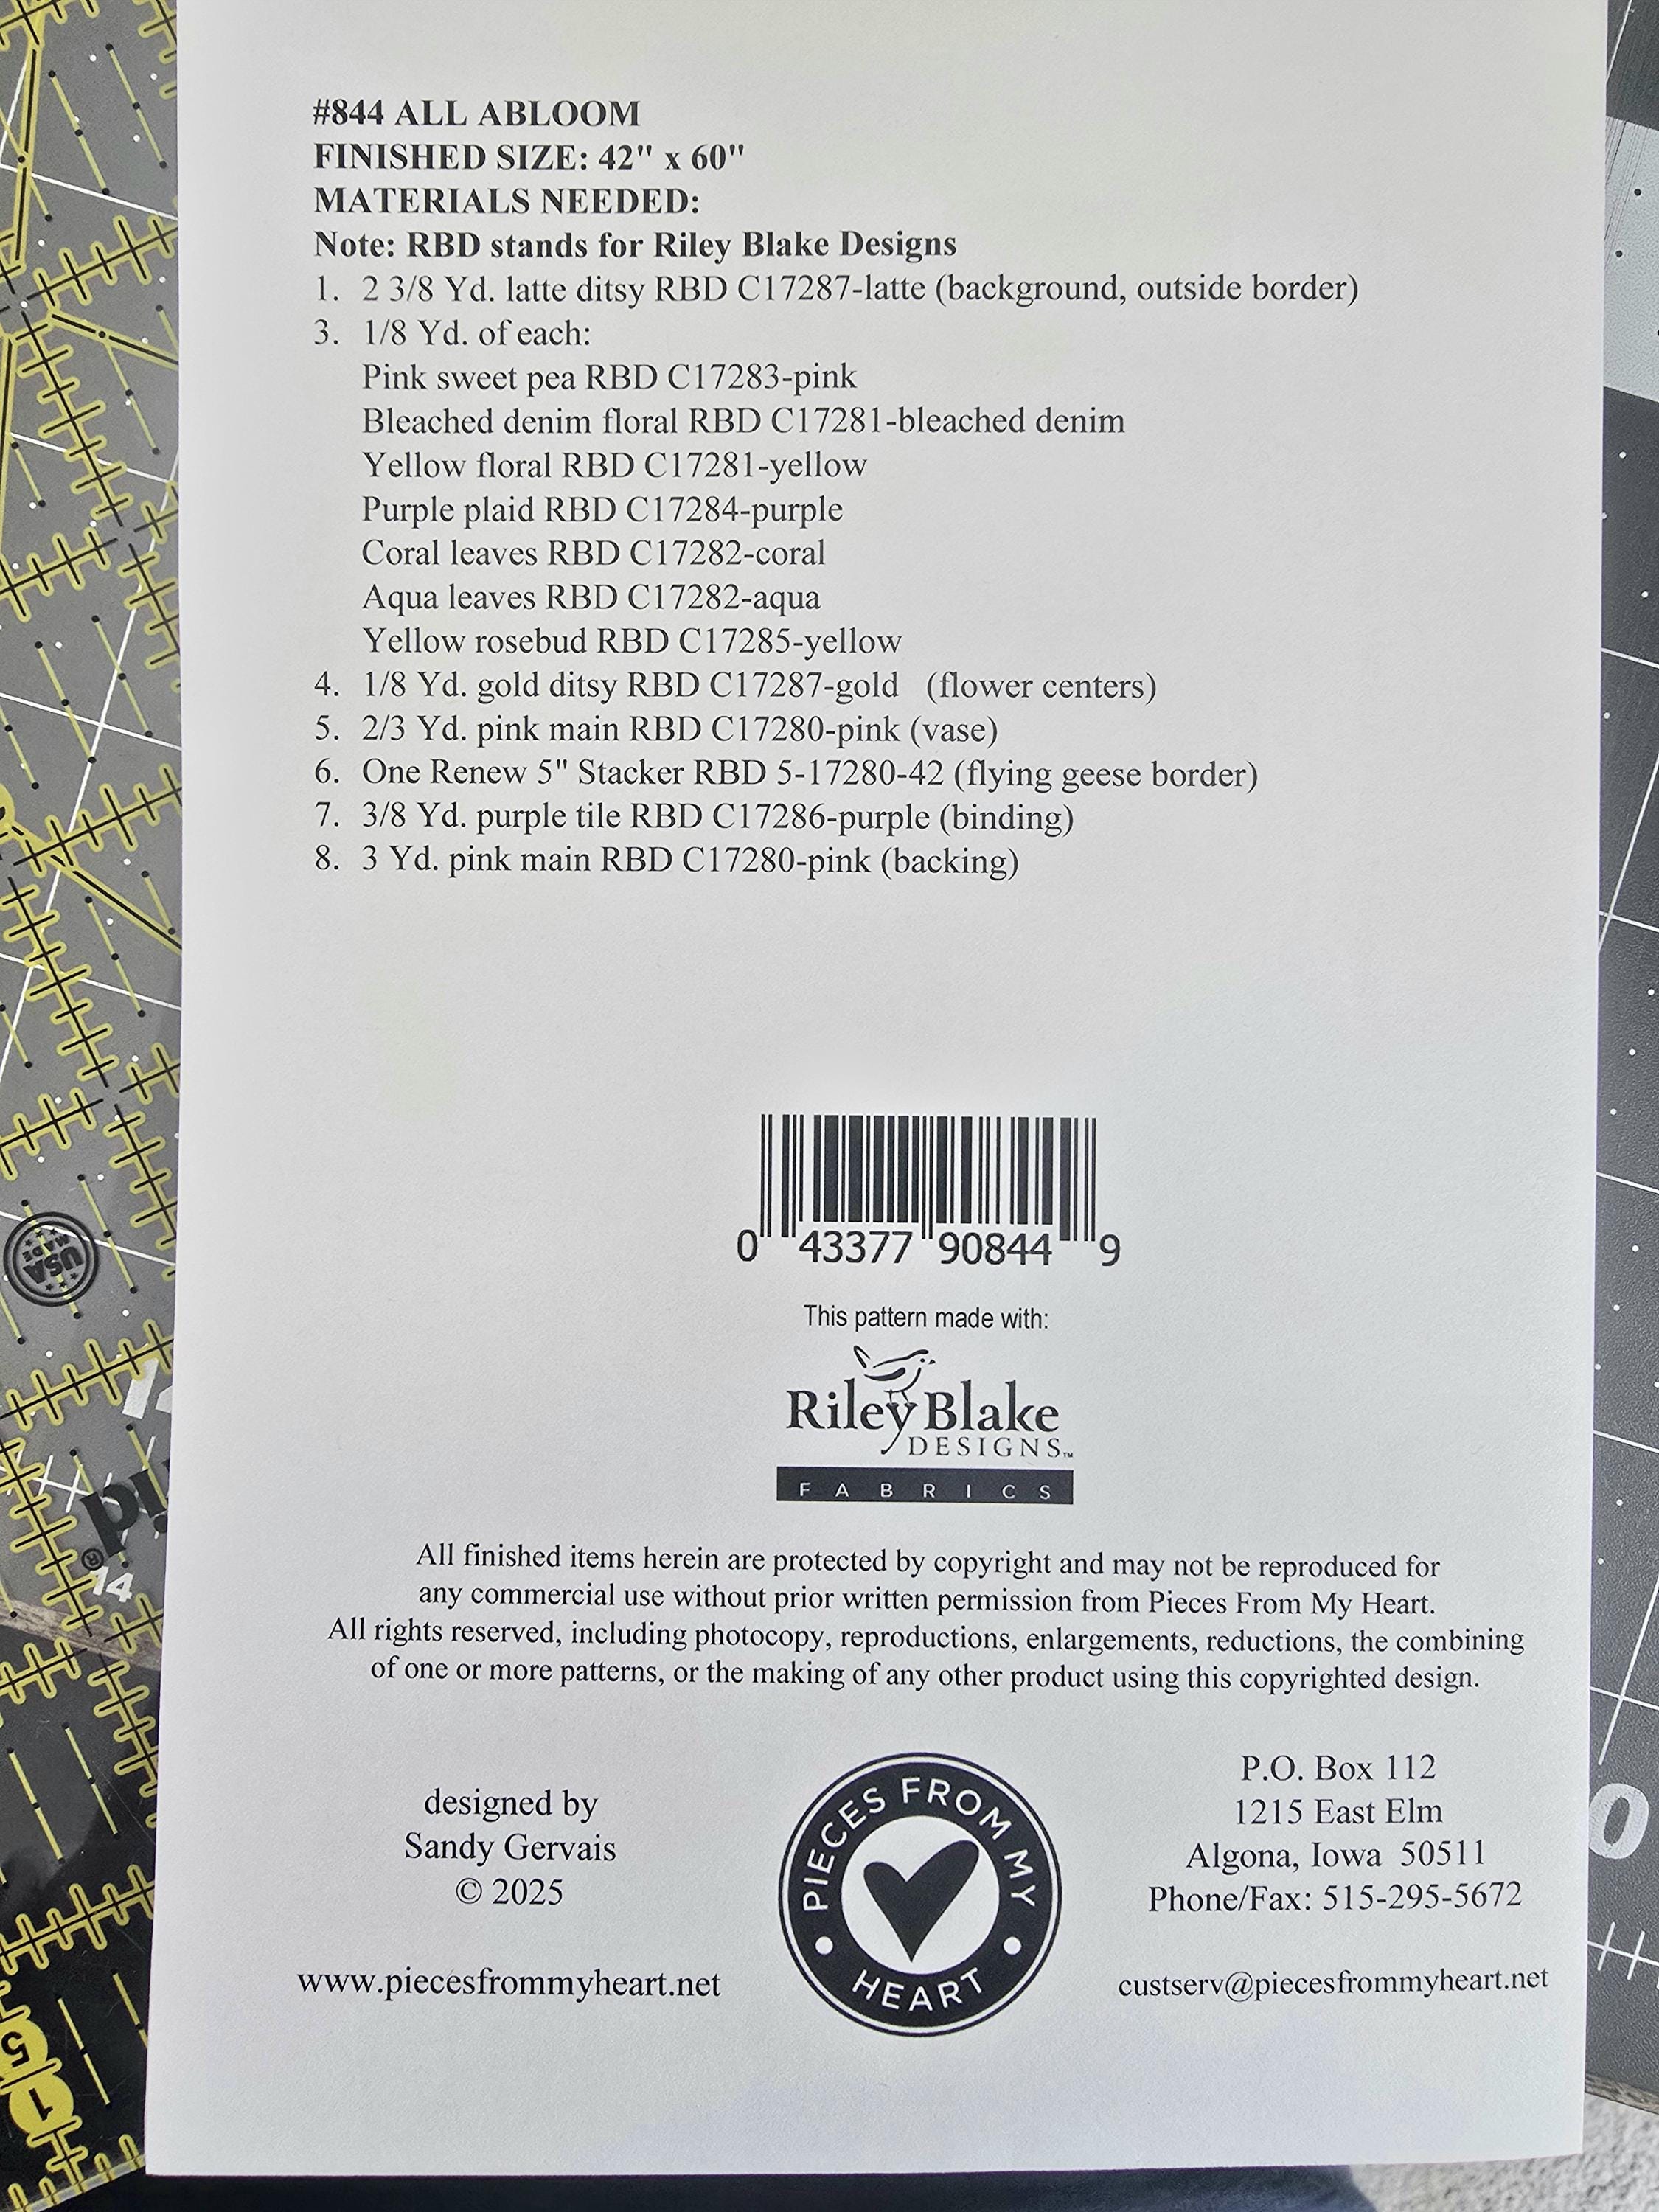 #844 ALL ABLOOM
FINISHED SIZE: 42" x 60"
MATERIALS NEEDED:
Note: RBD stands for Riley Blake Designs
1. 2 3/8 Yd. latte ditsy RBD C17287-latte (background, outside border)
3. 1/8 Yd. of each:
Pink sweet pea RBD C17283-pink
Bleached denim floral RBD C17281-bleached denim
Yellow floral RBD C17281-yellow
Purple plaid RBD C17284-purple
Coral leaves RBD C17282-coral
Aqua leaves RBD C17282-aqua
Yellow rosebud RBD C17285-yellow
4. 1/8 Yd. gold ditsy RBD C17287-gold (flower centers)
5. 2/3 Yd. pink main RBD C17280-pink (vase)
6. One Renew 5" Stacker RBD 5-17280-42 (flying geese border)
7. 3/8 Yd. purple tile RBD C17286-purple (binding)
8. 3 Yd. pink main RBD C17280-pink (backing)
0 43377 90844 9
This pattern made with:
Riley Blake
DESIGNS™
FABRICS
All finished items herein are protected by copyright and may not be reproduced for
any commercial use without prior written permission from Pieces From My Heart.
All rights reserved, including photocopy, reproductions, enlargements, reductions, the combining
of one or more patterns, or the making of any other product using this copyrighted design.
designed by
Sandy Gervais
© 2025
www.piecesfrommyheart.net
PIECES FROM MY
HEART
P.O. Box 112
1215 East Elm
Algona, Iowa 50511
Phone/Fax: 515-295-5672
custserv@piecesfrommyheart.net
MADE
USA
14
5
1
0